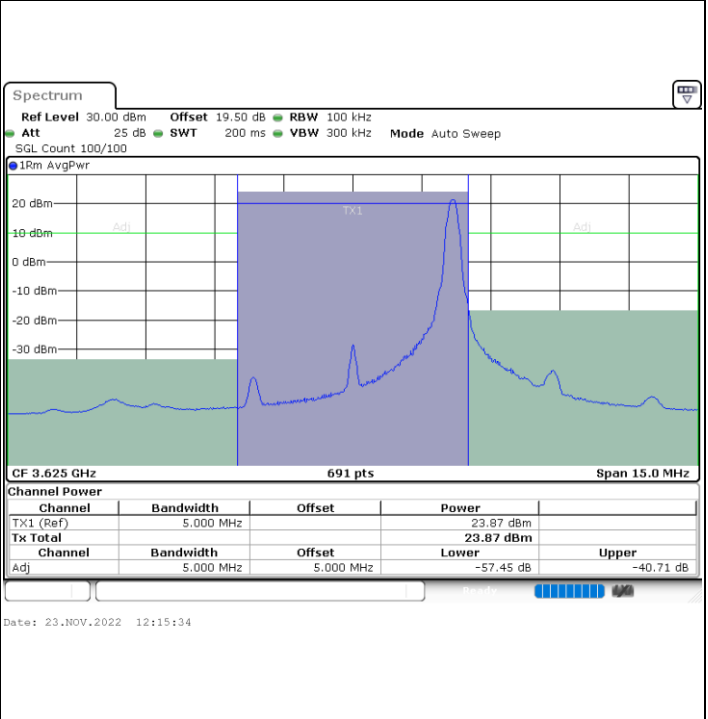 Spectrum
Ref Level 30.00 dBm Offset 19.50 dB RBW 100 kHz
Att 25 dB SWT 200 ms VBW 300 kHz Mode Auto Sweep
SGL Count 100/100
1Rm AvgPwr
20 dBm
TX1
Adj Adj
10 dBm
0 dBm
-10 dBm
-20 dBm
-30 dBm
CF 3.625 GHz 691 pts Span 15.0 MHz
Channel Power
Channel Bandwidth Offset Power
TX1 (Ref) 5.000 MHz 23.87 dBm
Tx Total 23.87 dBm
Channel Bandwidth Offset Lower Upper
Adj 5.000 MHz 5.000 MHz -57.45 dB -40.71 dB
Ready
Date: 23.NOV.2022 12:15:34